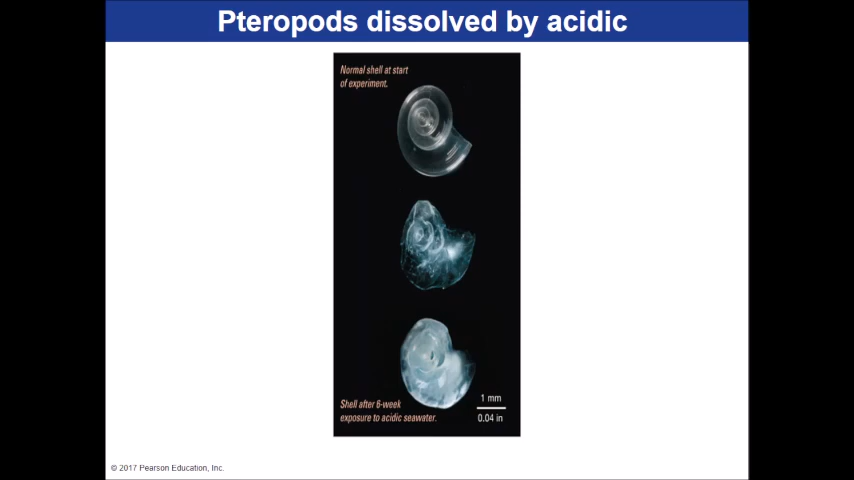 Pteropods dissolved by acidic
Normal shell at start
of experiment.
Shell after 6-week
exposure to acidic seawater.
1 mm
0.04 in
© 2017 Pearson Education, Inc.